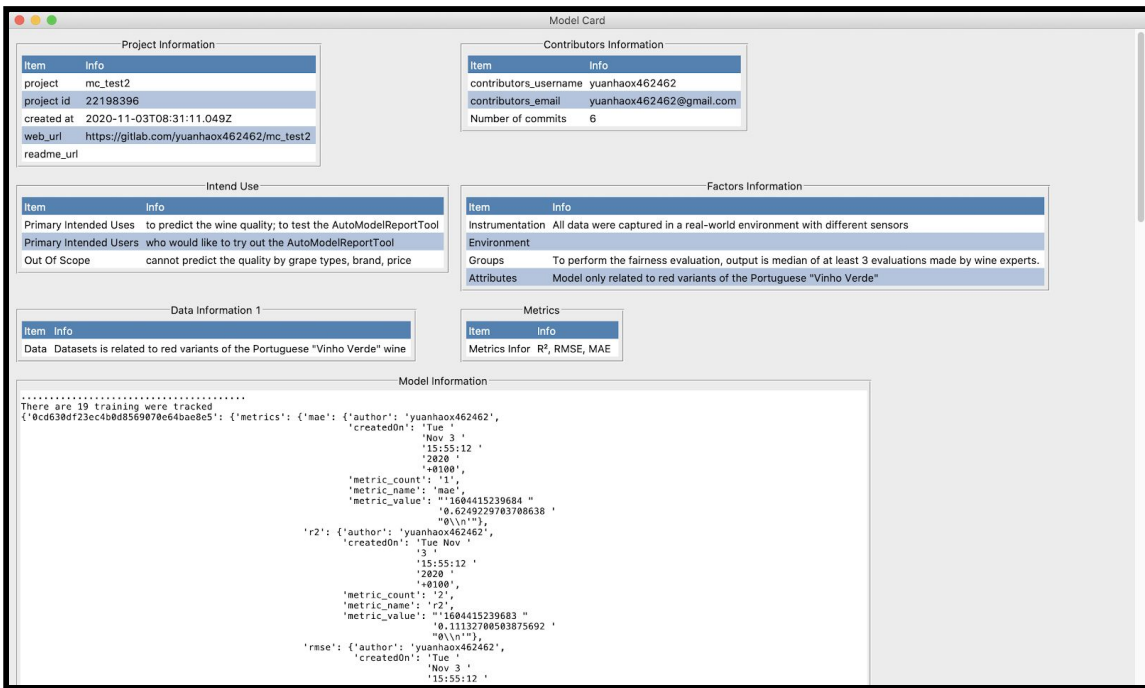 Model Card
Project Information
Item Info
project mc_test2
project id 22198396
created at 2020-11-03T08:31:11.049Z
web_url https://gitlab.com/yuanhaox462462/mc_test2
readme_url
Contributors Information
Item Info
contributors_username yuanhaox462462
contributors_email yuanhaox462462@gmail.com
Number of commits 6
Intend Use
Item Info
Primary Intended Uses to predict the wine quality; to test the AutoModelReportTool
Primary Intended Users who would like to try out the AutoModelReportTool
Out Of Scope cannot predict the quality by grape types, brand, price
Factors Information
Item Info
Instrumentation All data were captured in a real-world environment with different sensors
Environment
Groups To perform the fairness evaluation, output is median of at least 3 evaluations made by wine experts.
Attributes Model only related to red variants of the Portuguese "Vinho Verde"
Data Information 1
Item Info
Data Datasets is related to red variants of the Portuguese "Vinho Verde" wine
Metrics
Item Info
Metrics Infor R², RMSE, MAE
Model Information
........................................
There are 19 training were tracked
{'0cd630df23ec4b0d8569070e64bae8e5': {'metrics': {'mae': {'author': 'yuanhaox462462',
'createdOn': 'Tue '
'Nov 3 '
'15:55:12 '
'2020 '
'+0100',
'metric_count': '1',
'metric_name': 'mae',
'metric_value': "'1604415239684 "
'0.6249229703708638 '
"0\\n'"},
'r2': {'author': 'yuanhaox462462',
'createdOn': 'Tue Nov '
'3 '
'15:55:12 '
'2020 '
'+0100',
'metric_count': '2',
'metric_name': 'r2',
'metric_value': "'1604415239683 "
'0.11132700503875692 '
"0\\n'"},
'rmse': {'author': 'yuanhaox462462',
'createdOn': 'Tue '
'Nov 3 '
'15:55:12 '